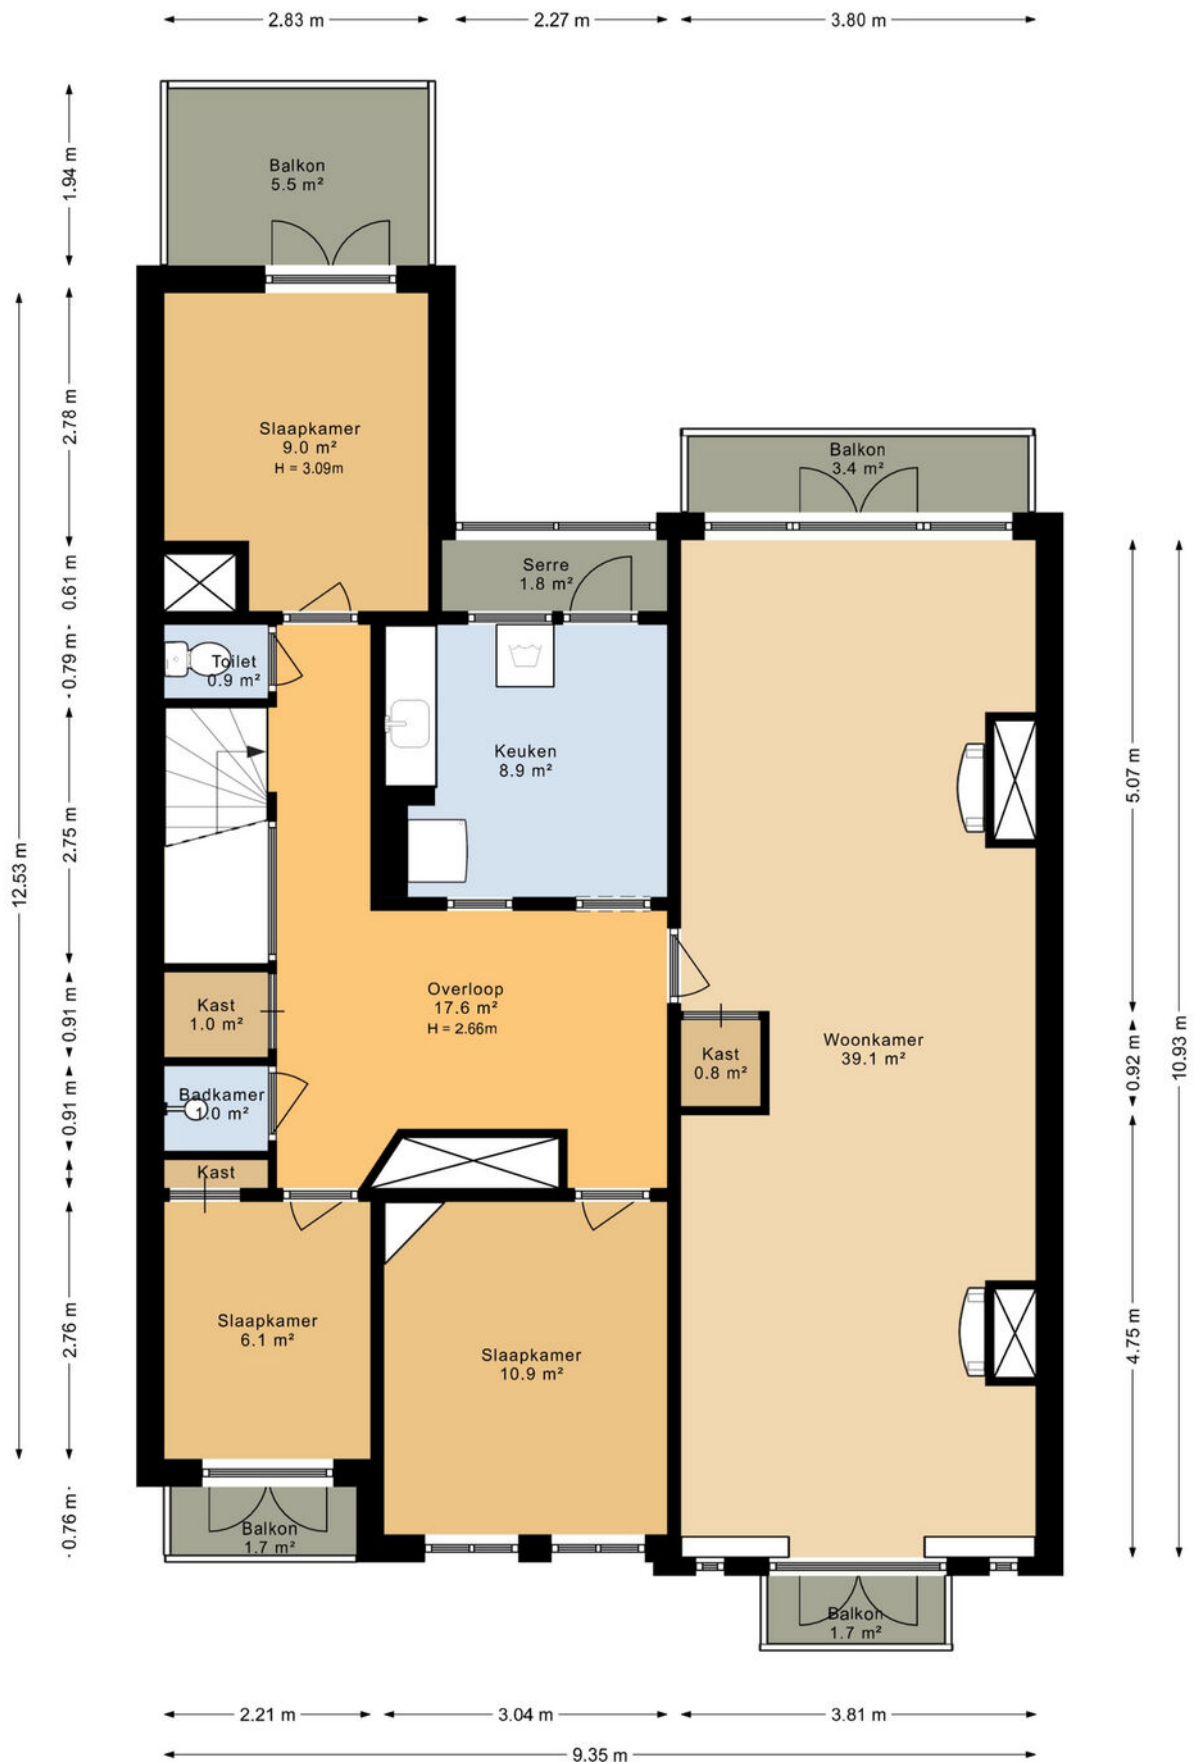 2.83 m
2.27 m
3.80 m
1.94 m
Balkon
5.5 m²
2.78 m
Slaapkamer
9.0 m²
H = 3.09m
Balkon
3.4 m²
0.61 m
Serre
1.8 m²
0.79 m
Toilet
0.9 m²
Keuken
8.9 m²
5.07 m
2.75 m
12.53 m
Kast
1.0 m²
0.91 m
Overloop
17.6 m²
H = 2.66m
Kast
0.8 m²
Woonkamer
39.1 m²
0.92 m
10.93 m
Badkamer
1.0 m²
0.91 m
Kast
Slaapkamer
6.1 m²
2.76 m
Slaapkamer
10.9 m²
4.75 m
0.76 m
Balkon
1.7 m²
Balkon
1.7 m²
2.21 m
3.04 m
3.81 m
9.35 m